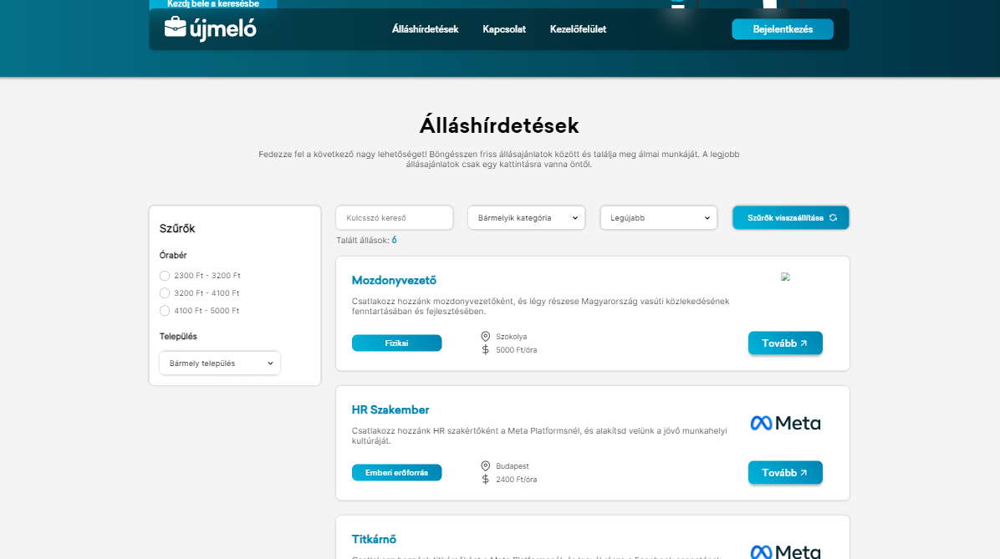 Kezdj bele a keresésbe
újmeló
Álláshírdetések
Kapcsolat
Kezelőfelület
Bejelentkezés
Álláshírdetések
Fedezze fel a következő nagy lehetőséget! Böngésszen friss állásajánlatok között és találja meg álmai munkáját. A legjobb
állásajánlatok csak egy kattintásra vanna öntől.
Szűrők
Órabér
2300 Ft - 3200 Ft
3200 Ft - 4100 Ft
4100 Ft - 5000 Ft
Település
Bármely település
Kulcsszó kereső
Bármelyik kategória
Legújabb
Szűrők visszaállítása
Talált állások: 6
Mozdonyvezető
Csatlakozz hozzánk mozdonyvezetőként, és légy részese Magyarország vasúti közlekedésének
fenntartásában és fejlesztésében.
Fizikai
Szokolya
5000 Ft/óra
Tovább
HR Szakember
Csatlakozz hozzánk HR szakértőként a Meta Platformsnél, és alakítsd velünk a jövő munkahelyi
kultúráját.
Meta
Emberi erőforrás
Budapest
2400 Ft/óra
Tovább
Titkárnő
Meta